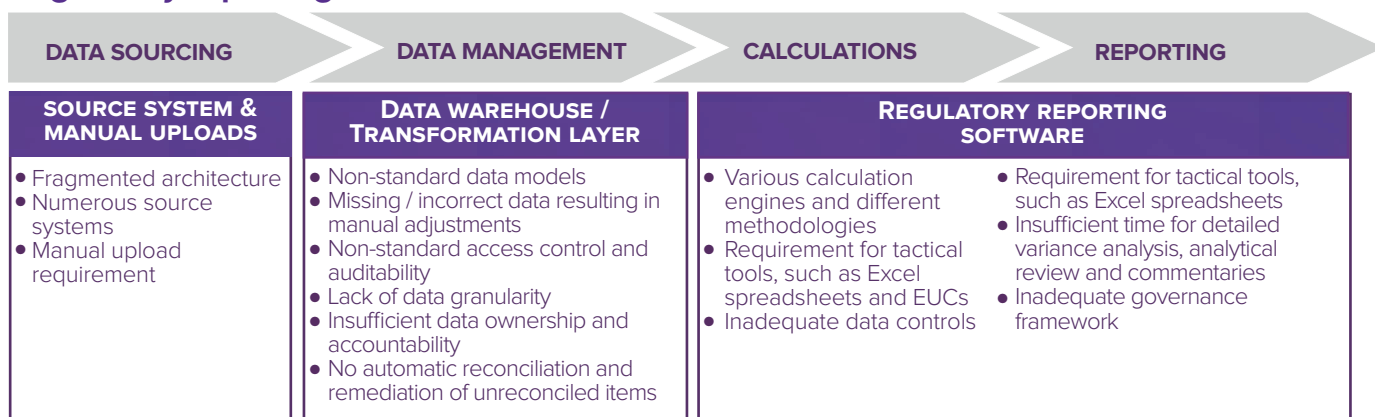 DATA SOURCING
DATA MANAGEMENT
CALCULATIONS
REPORTING
SOURCE SYSTEM &
MANUAL UPLOADS
• Fragmented architecture
• Numerous source
systems
• Manual upload
requirement
DATA WAREHOUSE /
TRANSFORMATION LAYER
• Non-standard data models
• Missing / incorrect data resulting in
manual adjustments
• Non-standard access control and
auditability
• Lack of data granularity
• Insufficient data ownership and
accountability
• No automatic reconciliation and
remediation of unreconciled items
REGULATORY REPORTING
SOFTWARE
• Various calculation
engines and different
methodologies
• Requirement for tactical
tools, such as Excel
spreadsheets and EUCs
• Inadequate data controls
• Requirement for tactical tools,
such as Excel spreadsheets
• Insufficient time for detailed
variance analysis, analytical
review and commentaries
• Inadequate governance
framework